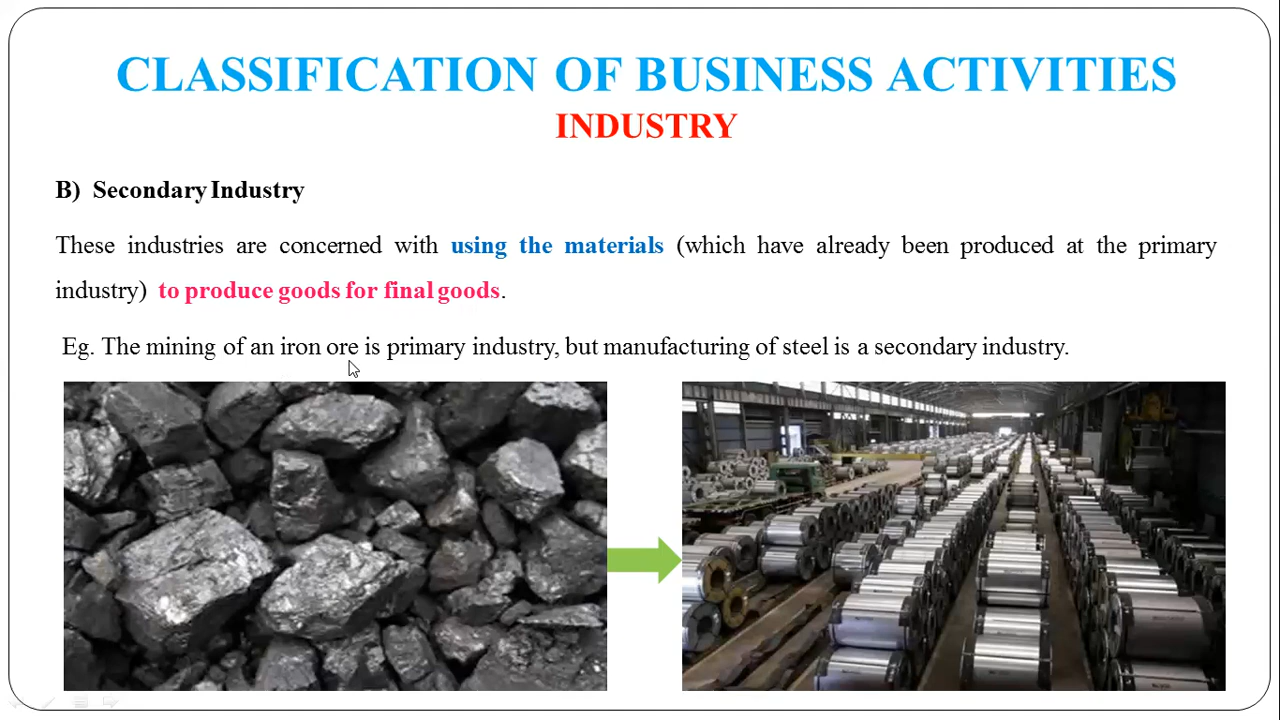 CLASSIFICATION OF BUSINESS ACTIVITIES
INDUSTRY
B) Secondary Industry
These industries are concerned with using the materials (which have already been produced at the primary
industry) to produce goods for final goods.
Eg. The mining of an iron ore is primary industry, but manufacturing of steel is a secondary industry.